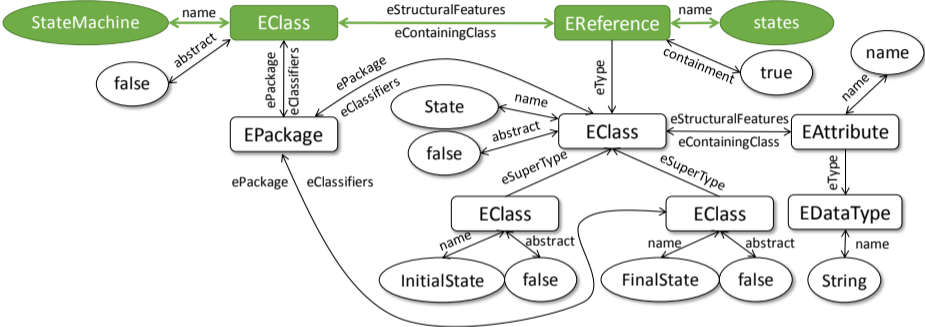 StateMachine
name
EClass
eStructuralFeatures
eContainingClass
EReference
name
states
abstract
false
ePackage
eClassifiers
ePackage
eClassifiers
eType
containment
true
name
name
State
name
abstract
false
EPackage
EClass
eStructuralFeatures
eContainingClass
EAttribute
ePackage
eClassifiers
eSuperType
eSuperType
eType
EClass
EClass
EDataType
name
abstract
name
abstract
name
InitialState
false
FinalState
false
String